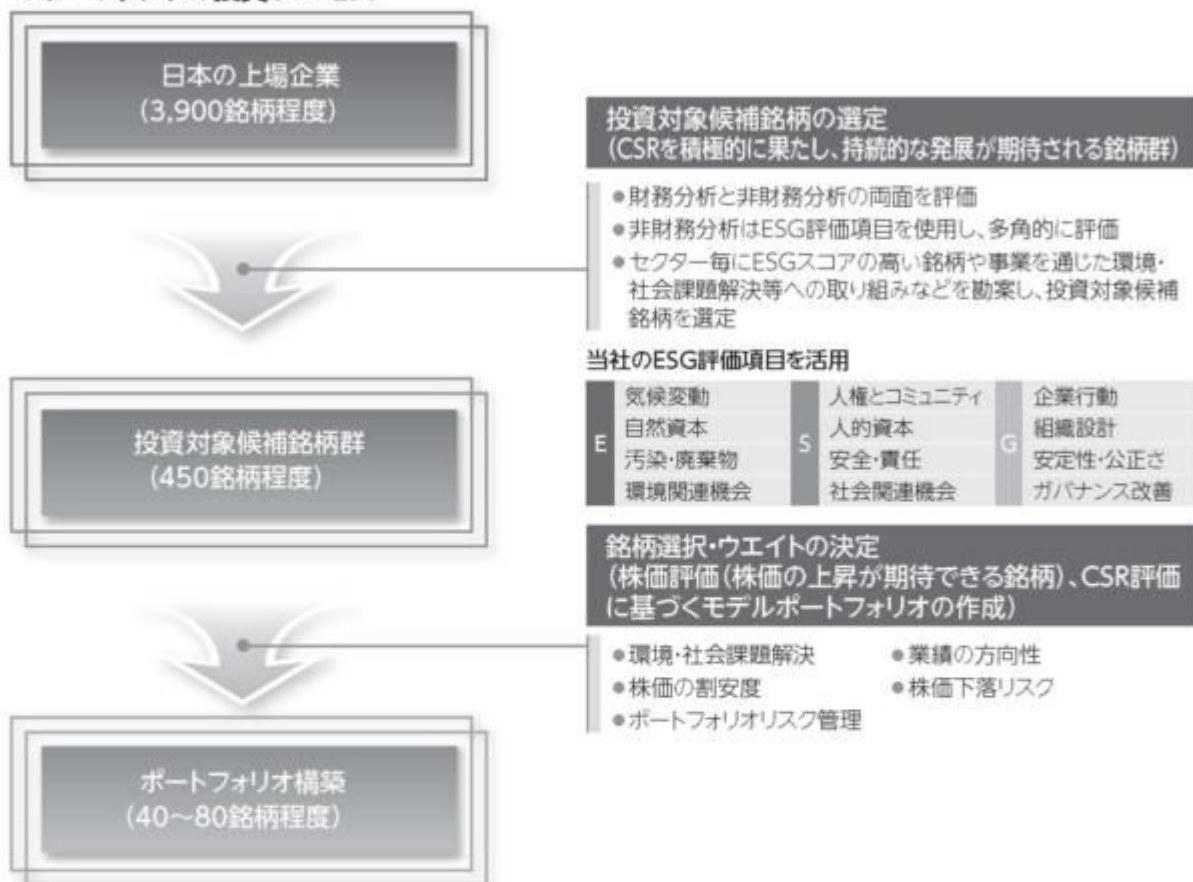 日本の上場企業
(3,900銘柄程度)
投資対象候補銘柄の選定
(CSRを積極的に果たし、持続的な発展が期待される銘柄群)
●財務分析と非財務分析の両面を評価
●非財務分析はESG評価項目を使用し、多角的に評価
●セクター毎にESGスコアの高い銘柄や事業を通じた環境・
社会課題解決等への取り組みなどを勘案し、投資対象候補
銘柄を選定
当社のESG評価項目を活用
E
気候変動
自然資本
汚染・廃棄物
環境関連機会
S
人権とコミュニティ
人的資本
安全・責任
社会関連機会
G
企業行動
組織設計
安定性・公正さ
ガバナンス改善
投資対象候補銘柄群
(450銘柄程度)
銘柄選択・ウエイトの決定
(株価評価(株価の上昇が期待できる銘柄)、CSR評価
に基づくモデルポートフォリオの作成)
●環境・社会課題解決
●業績の方向性
●株価の割安度
●株価下落リスク
●ポートフォリオリスク管理
ポートフォリオ構築
(40～80銘柄程度)